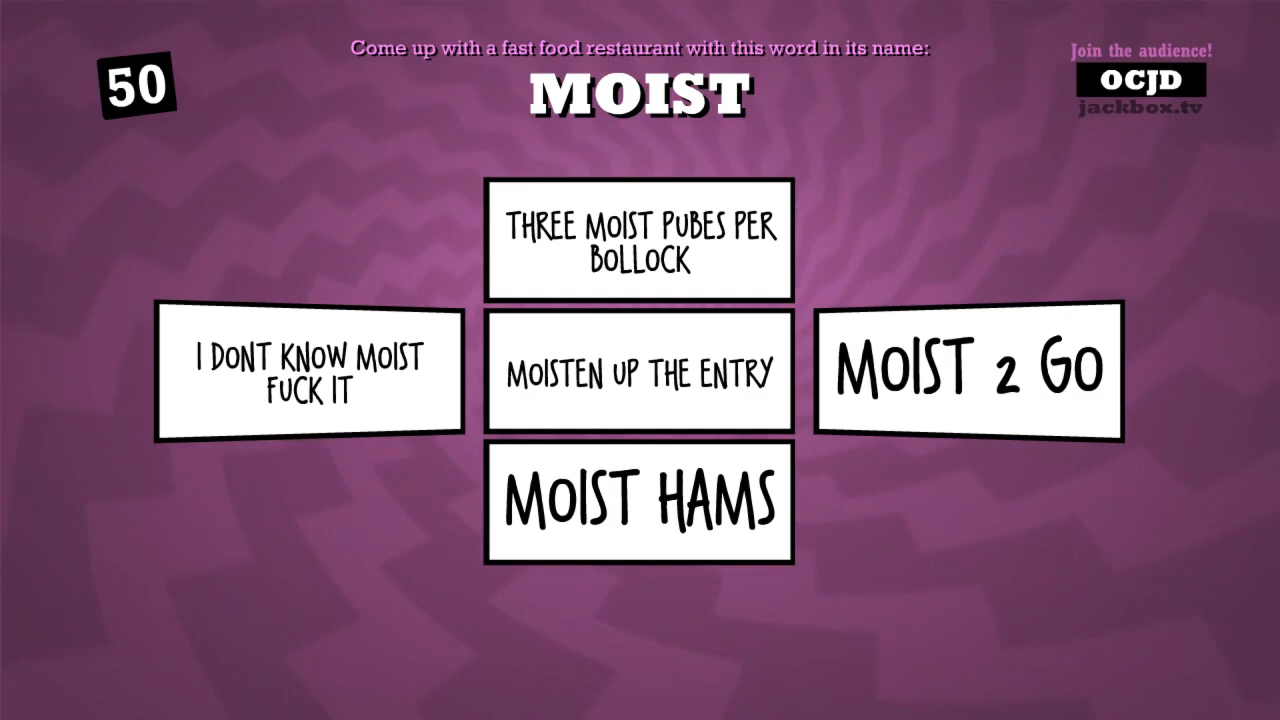 50
Come up with a fast food restaurant with this word in its name:
MOIST
Join the audience!
OCJD
jackbox.tv
THREE MOIST PUBES PER
BOLLOCK
I DONT KNOW MOIST
FUCK IT
MOISTEN UP THE ENTRY
MOIST 2 GO
MOIST HAMS